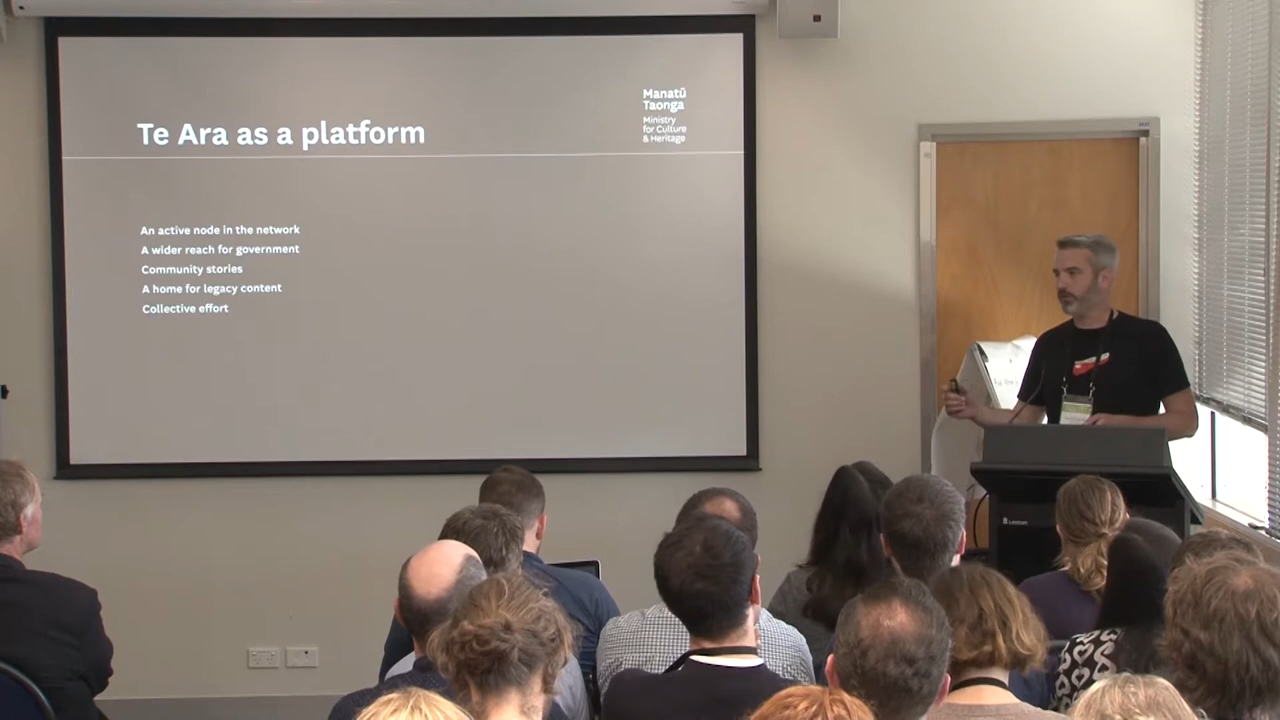 Te Ara as a platform
Manatū
Taonga
Ministry
for Culture
& Heritage
An active node in the network
A wider reach for government
Community stories
A home for legacy content
Collective effort